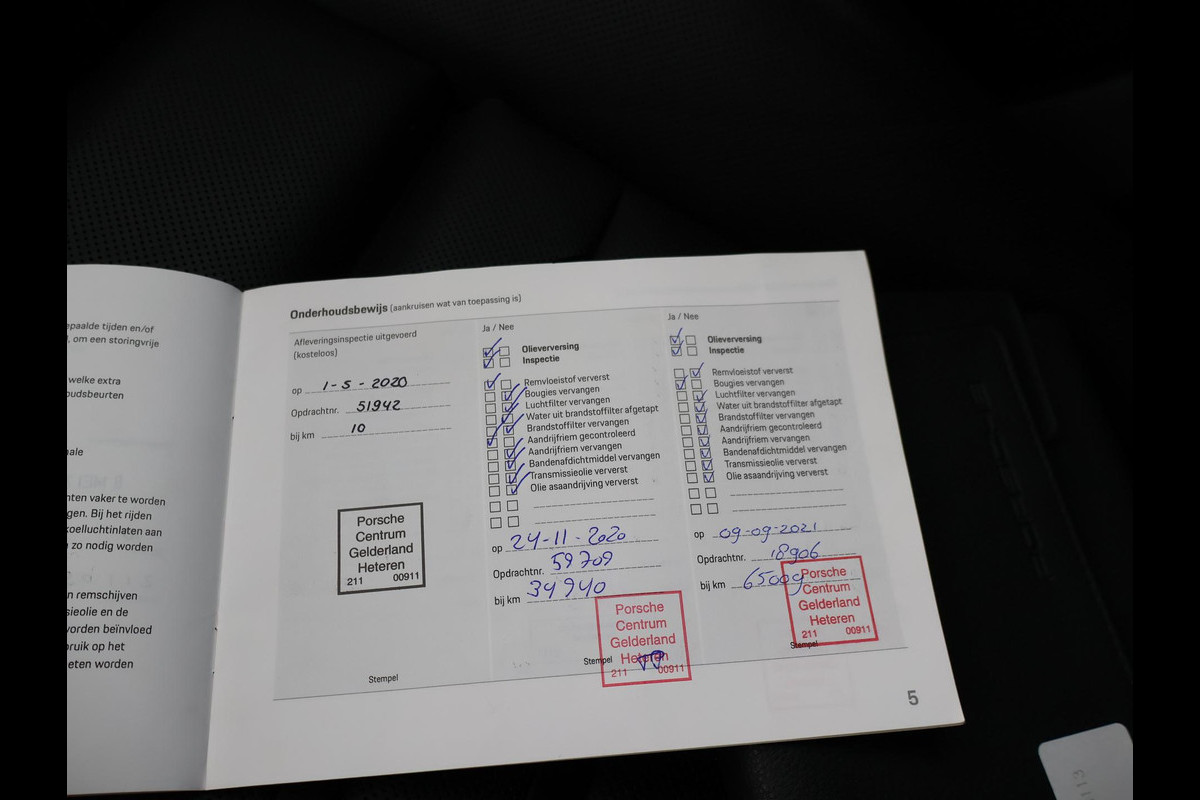 epaalde tijden en/of
, om een storingvrije
welke extra
oudsbeurten
ale
nten vaker te worden
gen. Bij het rijden
koelluchtinlaten aan
zo nodig worden
n remschijven
sieolie en de
worden beïnvloed
ruik op het
eten worden
Onderhoudsbewijs (aankruisen wat van toepassing is)
Afleveringsinspectie uitgevoerd
(kosteloos)
op 1-5-2020
Opdrachtnr. 51942
bij km 10
Porsche
Centrum
Gelderland
Heteren
211 00911
Stempel
Ja / Nee
Olieverversing
Inspectie
Remvloeistof ververst
Bougies vervangen
Luchtfilter vervangen
Water uit brandstoffilter afgetapt
Brandstoffilter vervangen
Aandrijfriem gecontroleerd
Aandrijfriem vervangen
Bandenafdichtmiddel vervangen
Transmissieolie ververst
Olie asaandrijving ververst
op 24-11-2020
Opdrachtnr. 59709
bij km 34940
Porsche
Centrum
Gelderland
Heteren
211 00911
Stempel
Ja / Nee
Olieverversing
Inspectie
Remvloeistof ververst
Bougies vervangen
Luchtfilter vervangen
Water uit brandstoffilter afgetapt
Brandstoffilter vervangen
Aandrijfriem gecontroleerd
Aandrijfriem vervangen
Bandenafdichtmiddel vervangen
Transmissieolie ververst
Olie asaandrijving ververst
op 09-09-2021
Opdrachtnr. 18906
bij km 65009
Porsche
Centrum
Gelderland
Heteren
211 00911
Stempel
5
113